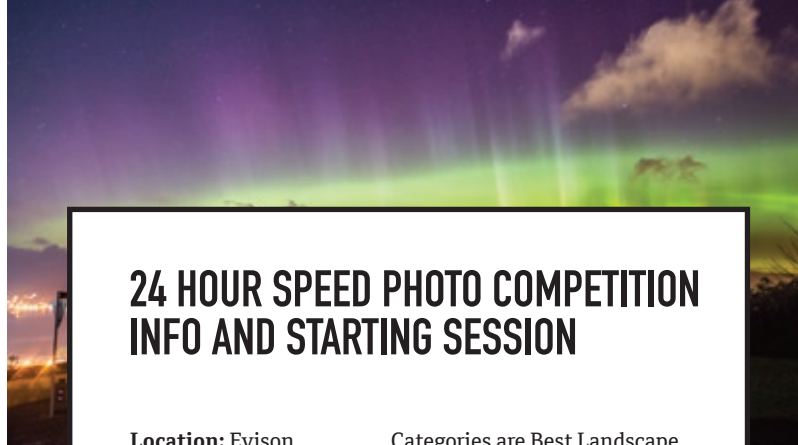 24 HOUR SPEED PHOTO COMPETITION
INFO AND STARTING SESSION
Location: Evison
Categories are Best Landscape,